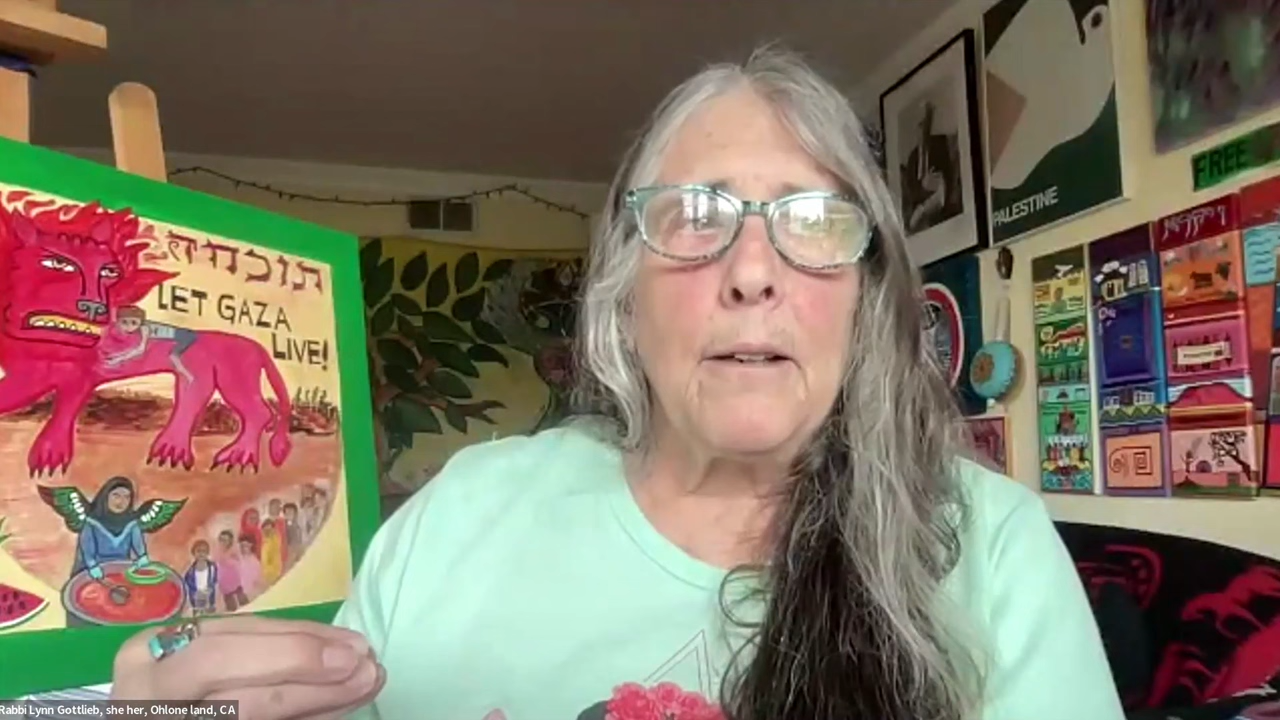 תוכחה
LET GAZA
LIVE!
PALESTINE
FREE
Rabbi Lynn Gottlieb, she her, Ohlone land, CA